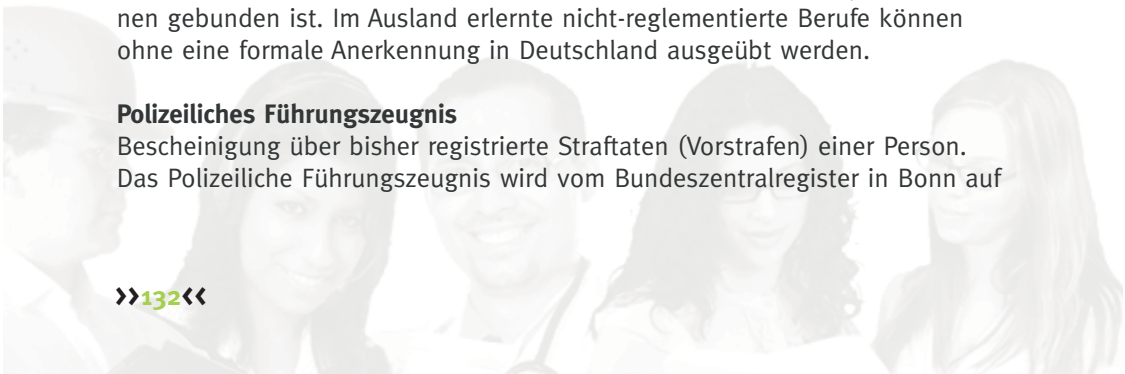 nen gebunden ist. Im Ausland erlernte nicht-reglementierte Berufe können
ohne eine formale Anerkennung in Deutschland ausgeübt werden.
Polizeiliches Führungszeugnis
Bescheinigung über bisher registrierte Straftaten (Vorstrafen) einer Person.
Das Polizeiliche Führungszeugnis wird vom Bundeszentralregister in Bonn auf
››132‹‹